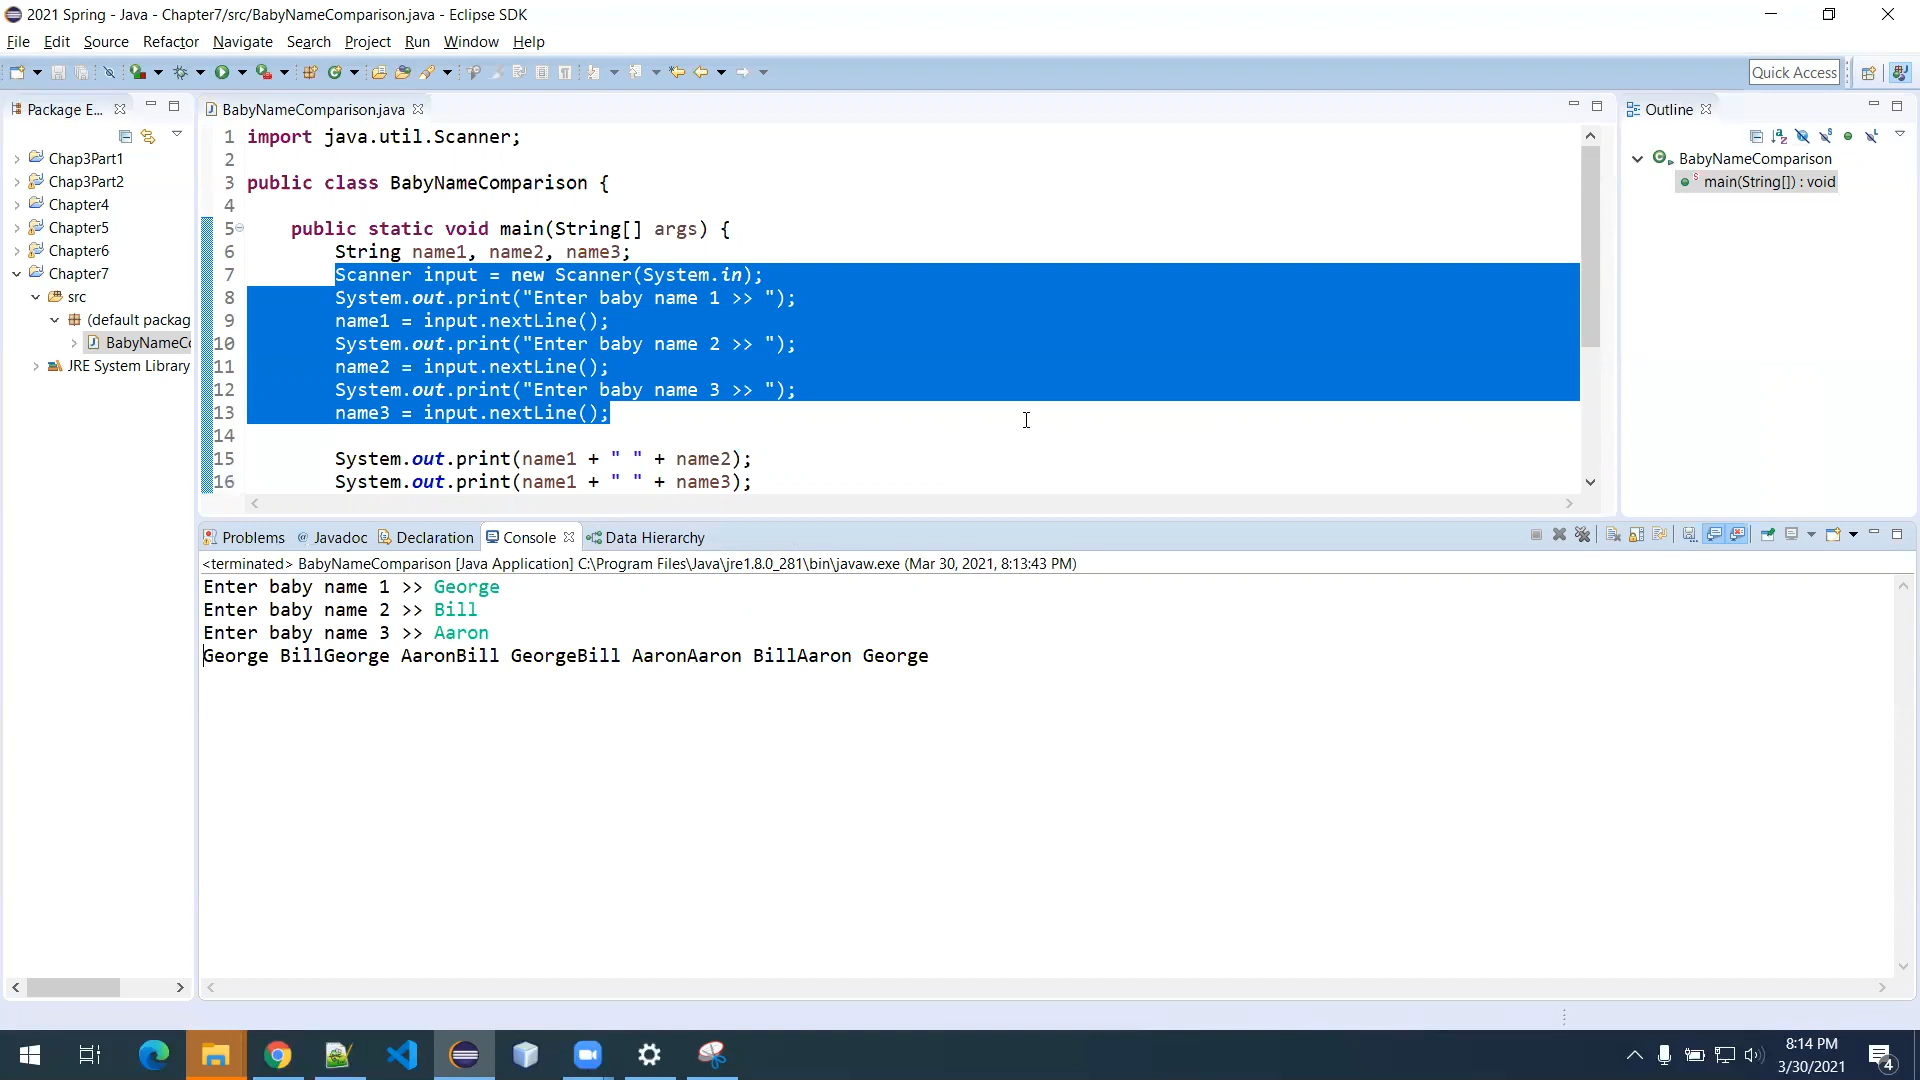 2021 Spring - Java - Chapter7/src/BabyNameComparison.java - Eclipse SDK
File Edit Source Refactor Navigate Search Project Run Window Help
Quick Access
Package E...
Chap3Part1
Chap3Part2
Chapter4
Chapter5
Chapter6
Chapter7
src
(default packag
BabyNameCo
JRE System Library
BabyNameComparison.java
1 import java.util.Scanner;
2
3 public class BabyNameComparison {
4
5 public static void main(String[] args) {
6 String name1, name2, name3;
7 Scanner input = new Scanner(System.in);
8 System.out.print("Enter baby name 1 >> ");
9 name1 = input.nextLine();
10 System.out.print("Enter baby name 2 >> ");
11 name2 = input.nextLine();
12 System.out.print("Enter baby name 3 >> ");
13 name3 = input.nextLine();
14
15 System.out.print(name1 + " " + name2);
16 System.out.print(name1 + " " + name3);
Outline
BabyNameComparison
main(String[]) : void
Problems @ Javadoc Declaration Console Data Hierarchy
<terminated> BabyNameComparison [Java Application] C:\Program Files\Java\jre1.8.0_281\bin\javaw.exe (Mar 30, 2021, 8:13:43 PM)
Enter baby name 1 >> George
Enter baby name 2 >> Bill
Enter baby name 3 >> Aaron
George BillGeorge AaronBill GeorgeBill AaronAaron BillAaron George
8:14 PM
3/30/2021
4